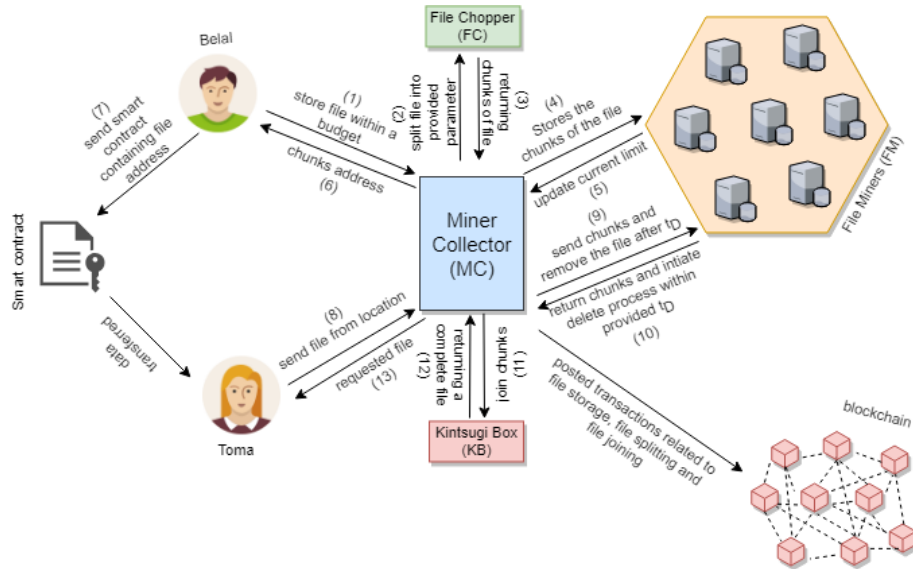 Belal
File Chopper
(FC)
(7)
send smart
contract
containing file
address
(1)
store file within a
budget
chunks address
(6)
(2)
split file into
provided
parameter
(3)
returning
chunks of file
(4)
Stores the
chunks of the file
update current limit
(5)
File Miners (FM)
Miner
Collector
(MC)
(9)
send chunks and
remove the file after tD
return chunks and intiate
delete process within
provided tD
(10)
Smart contract
data
transferred
(8)
send file from location
requested file
(13)
Toma
returning a
complete file
(12)
join chunks
(11)
Kintsugi Box
(KB)
posted transactions related to
file storage, file splitting and
file joining
blockchain